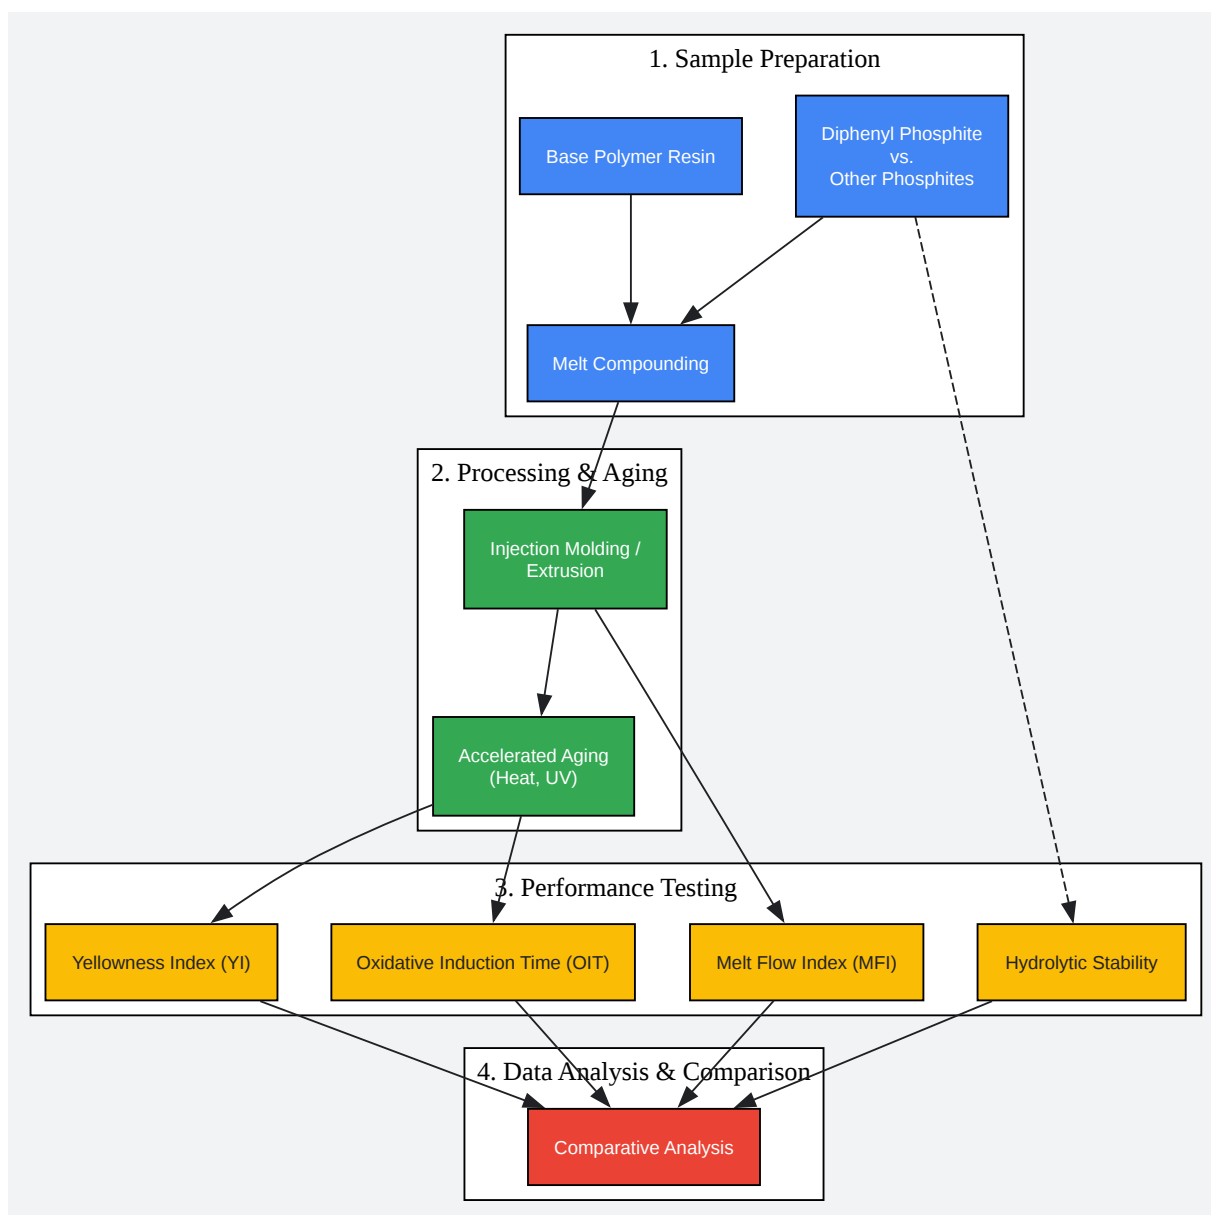 1. Sample Preparation
Base Polymer Resin
Diphenyl Phosphite
vs.
Other Phosphites
Melt Compounding
2. Processing & Aging
Injection Molding /
Extrusion
Accelerated Aging
(Heat, UV)
3. Performance Testing
Yellowness Index (YI)
Oxidative Induction Time (OIT)
Melt Flow Index (MFI)
Hydrolytic Stability
4. Data Analysis & Comparison
Comparative Analysis